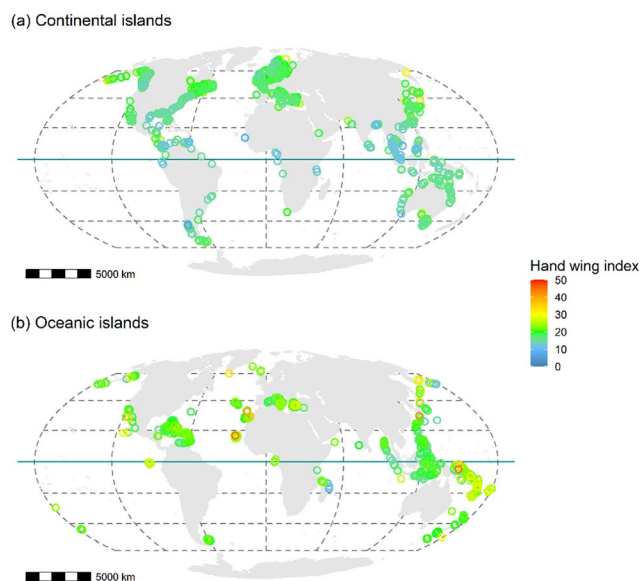 (a) Continental islands
5000 km
Hand wing index
50
40
30
20
10
0
(b) Oceanic islands
5000 km